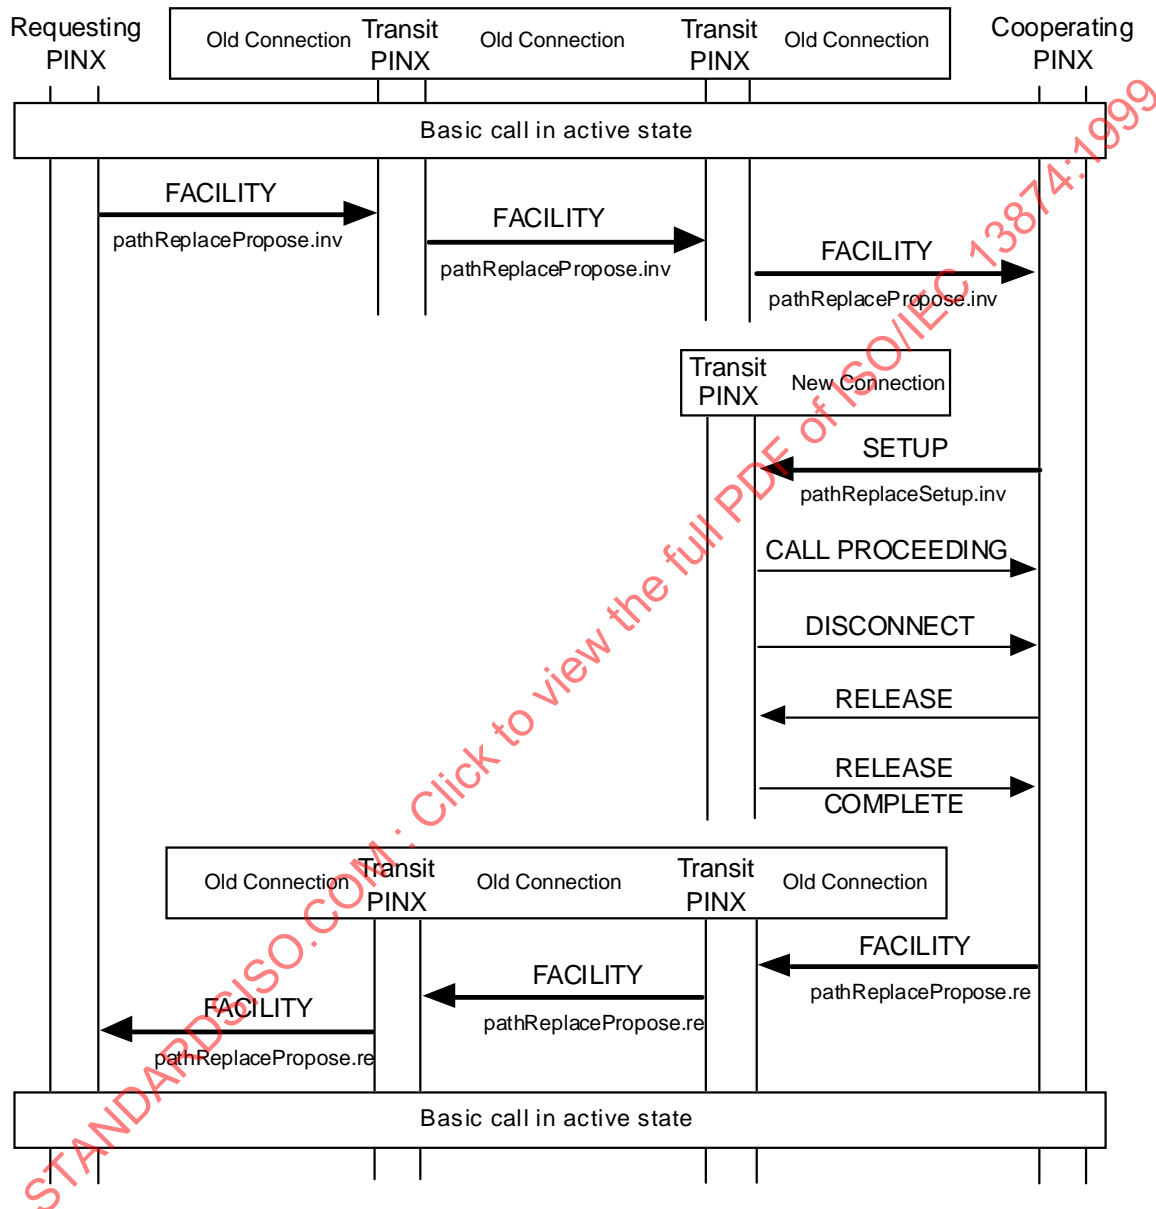 Requesting
PINX
Old Connection
Transit
PINX
Old Connection
Transit
PINX
Old Connection
Cooperating
PINX
Basic call in active state
FACILITY
pathReplacePropose.inv
FACILITY
pathReplacePropose.inv
FACILITY
pathReplacePropose.inv
Transit
PINX
New Connection
SETUP
pathReplaceSetup.inv
CALL PROCEEDING
DISCONNECT
RELEASE
RELEASE
COMPLETE
Old Connection
Transit
PINX
Old Connection
Transit
PINX
Old Connection
FACILITY
pathReplacePropose.re
FACILITY
pathReplacePropose.re
FACILITY
pathReplacePropose.re
Basic call in active state
STANDARDSISO.COM : Click to view the full PDF of ISO/IEC 13874:1999